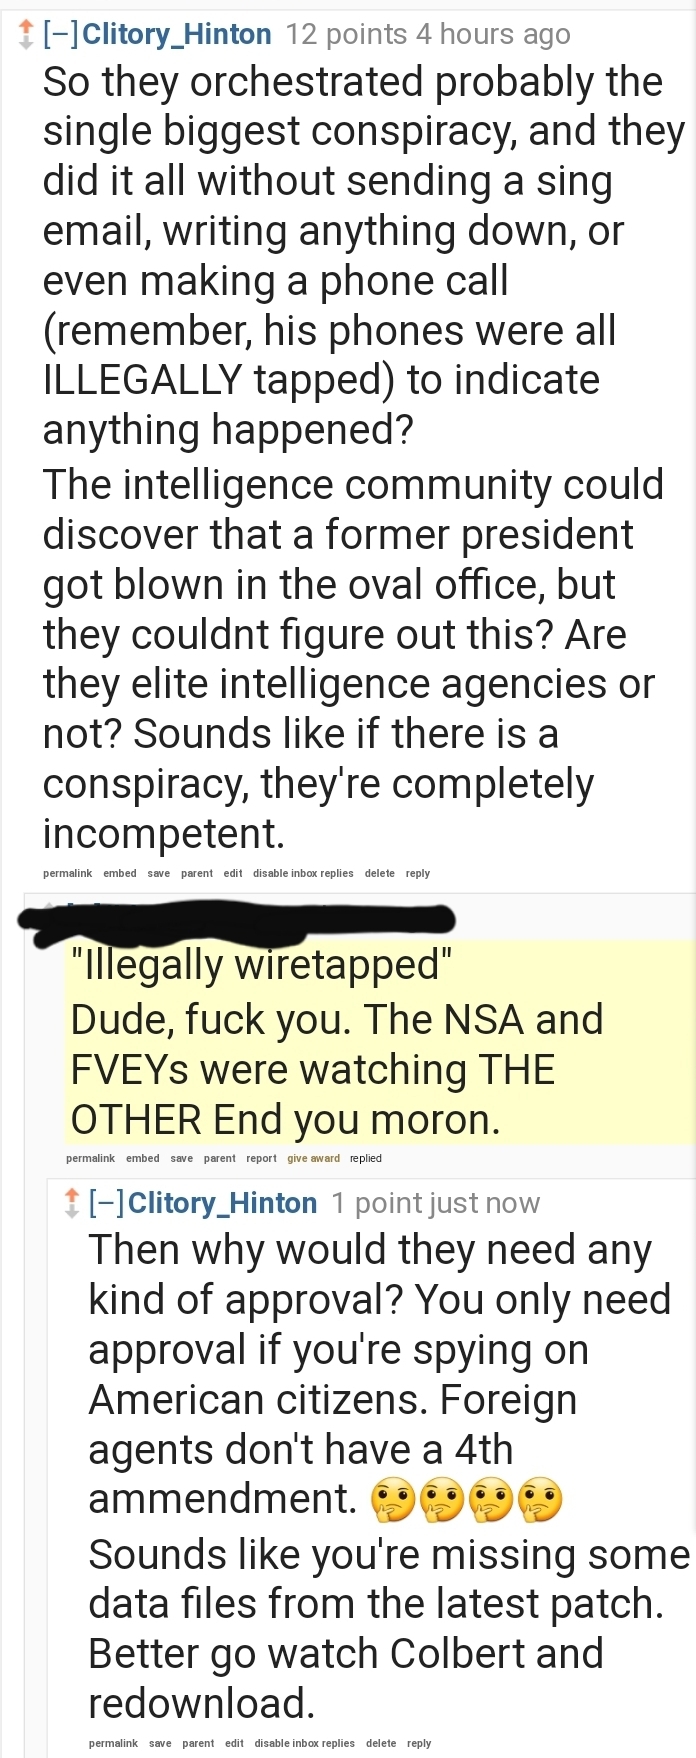 [–]Clitory_Hinton 12 points 4 hours ago
So they orchestrated probably the
single biggest conspiracy, and they
did it all without sending a sing
email, writing anything down, or
even making a phone call
(remember, his phones were all
ILLEGALLY tapped) to indicate
anything happened?
The intelligence community could
discover that a former president
got blown in the oval office, but
they couldnt figure out this? Are
they elite intelligence agencies or
not? Sounds like if there is a
conspiracy, they're completely
incompetent.
permalink embed save parent edit disable inbox replies delete reply
"Illegally wiretapped"
Dude, fuck you. The NSA and
FVEYs were watching THE
OTHER End you moron.
permalink embed save parent report give award replied
[–]Clitory_Hinton 1 point just now
Then why would they need any
kind of approval? You only need
approval if you're spying on
American citizens. Foreign
agents don't have a 4th
ammendment. 🤔🤔🤔🤔
Sounds like you're missing some
data files from the latest patch.
Better go watch Colbert and
redownload.
permalink save parent edit disable inbox replies delete reply